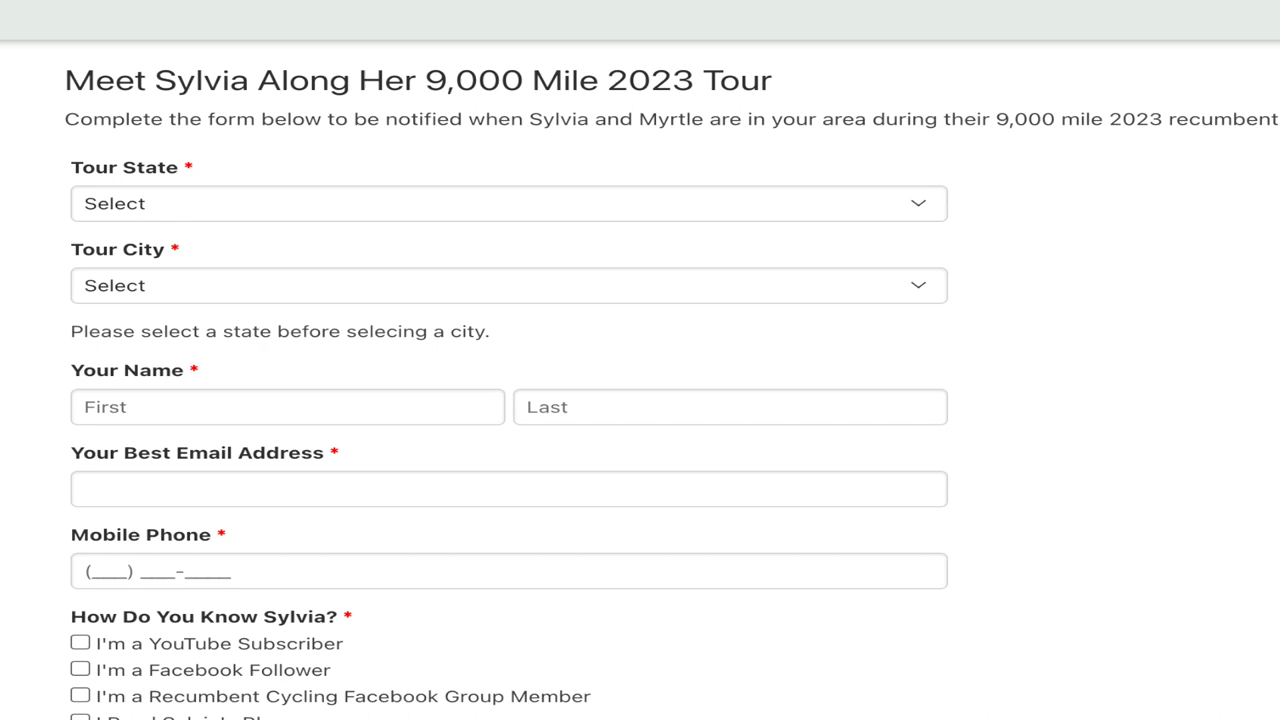 Meet Sylvia Along Her 9,000 Mile 2023 Tour
Complete the form below to be notified when Sylvia and Myrtle are in your area during their 9,000 mile 2023 recumbent
Tour State *
Select
Tour City *
Select
Please select a state before selecing a city.
Your Name *
First Last
Your Best Email Address *
Mobile Phone *
(___) ___-____
How Do You Know Sylvia? *
I'm a YouTube Subscriber
I'm a Facebook Follower
I'm a Recumbent Cycling Facebook Group Member